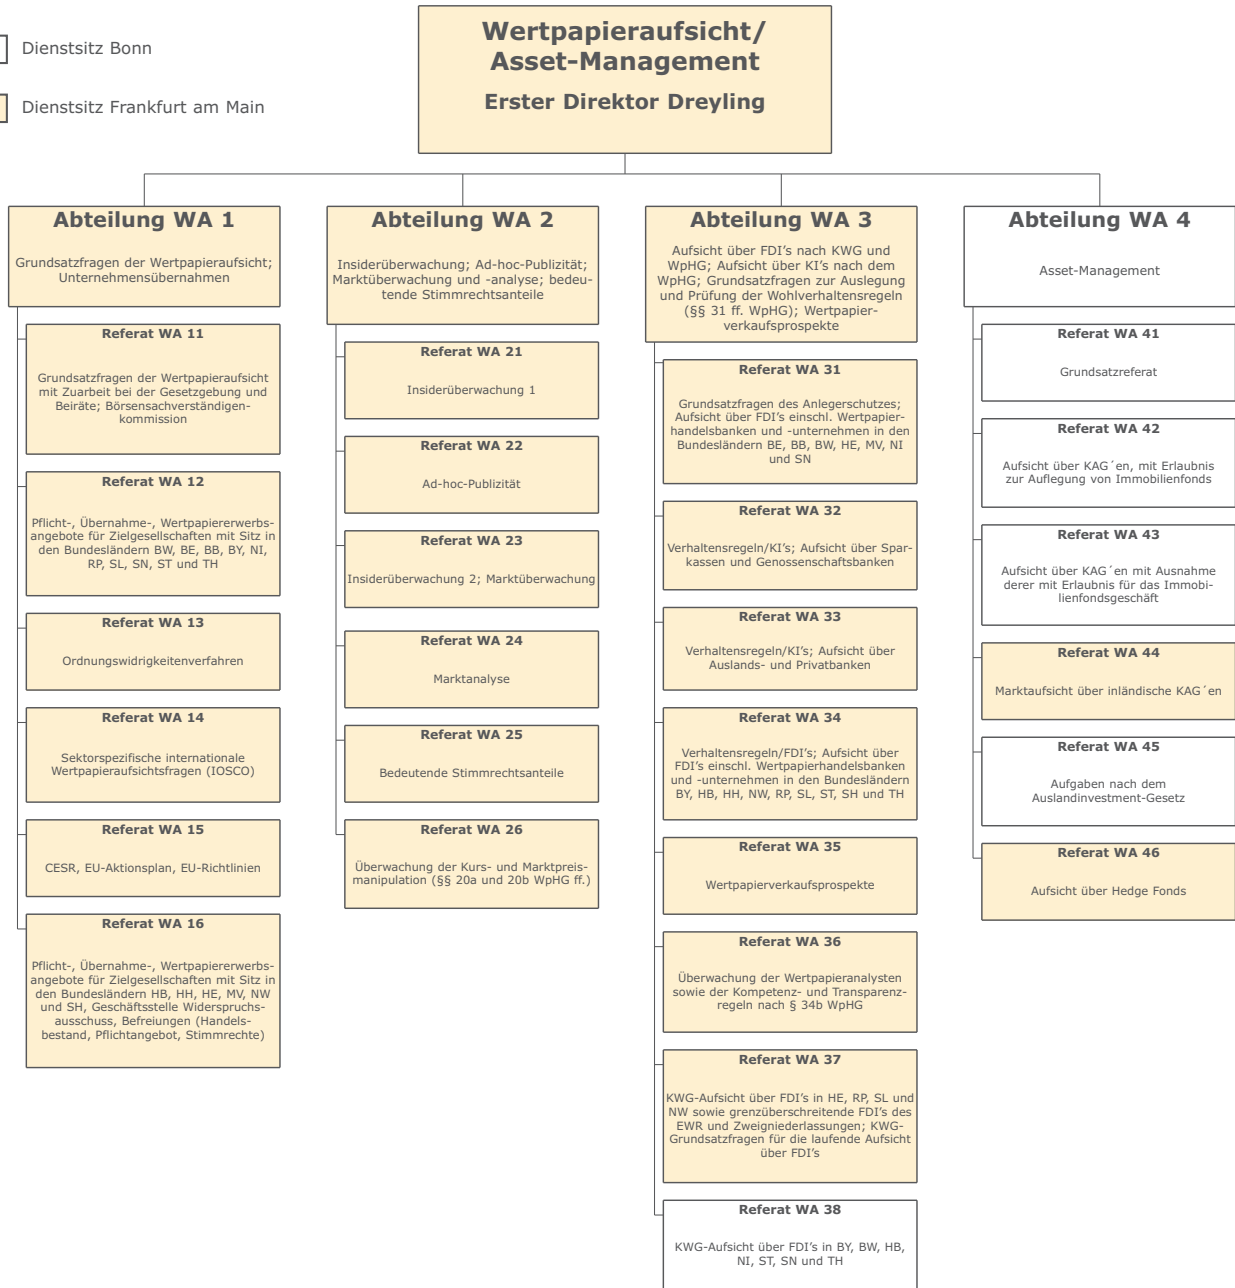 Dienstsitz Bonn
Dienstsitz Frankfurt am Main
Wertpapieraufsicht/
Asset-Management
Erster Direktor Dreyling
Abteilung WA 1
Grundsatzfragen der Wertpapieraufsicht;
Unternehmensübernahmen
Referat WA 11
Grundsatzfragen der Wertpapieraufsicht
mit Zuarbeit bei der Gesetzgebung und
Beiräte; Börsensachverständigen-
kommission
Referat WA 12
Pflicht-, Übernahme-, Wertpapiererwerbs-
angebote für Zielgesellschaften mit Sitz in
den Bundesländern BW, BE, BB, BY, NI,
RP, SL, SN, ST und TH
Referat WA 13
Ordnungswidrigkeitenverfahren
Referat WA 14
Sektorspezifische internationale
Wertpapieraufsichtsfragen (IOSCO)
Referat WA 15
CESR, EU-Aktionsplan, EU-Richtlinien
Referat WA 16
Pflicht-, Übernahme-, Wertpapiererwerbs-
angebote für Zielgesellschaften mit Sitz in
den Bundesländern HB, HH, HE, MV, NW
und SH, Geschäftsstelle Widerspruchs-
ausschuss, Befreiungen (Handels-
bestand, Pflichtangebot, Stimmrechte)
Abteilung WA 2
Insiderüberwachung; Ad-hoc-Publizität;
Marktüberwachung und -analyse; bedeu-
tende Stimmrechtsanteile
Referat WA 21
Insiderüberwachung 1
Referat WA 22
Ad-hoc-Publizität
Referat WA 23
Insiderüberwachung 2; Marktüberwachung
Referat WA 24
Marktanalyse
Referat WA 25
Bedeutende Stimmrechtsanteile
Referat WA 26
Überwachung der Kurs- und Marktpreis-
manipulation (§§ 20a und 20b WpHG ff.)
Abteilung WA 3
Aufsicht über FDI's nach KWG und
WpHG; Aufsicht über KI's nach dem
WpHG; Grundsatzfragen zur Auslegung
und Prüfung der Wohlverhaltensregeln
(§§ 31 ff. WpHG); Wertpapier-
verkaufsprospekte
Referat WA 31
Grundsatzfragen des Anlegerschutzes;
Aufsicht über FDI's einschl. Wertpapier-
handelsbanken und -unternehmen in den
Bundesländern BE, BB, BW, HE, MV, NI
und SN
Referat WA 32
Verhaltensregeln/KI's; Aufsicht über Spar-
kassen und Genossenschaftsbanken
Referat WA 33
Verhaltensregeln/KI's; Aufsicht über
Auslands- und Privatbanken
Referat WA 34
Verhaltensregeln/FDI's; Aufsicht über
FDI's einschl. Wertpapierhandelsbanken
und -unternehmen in den Bundesländern
BY, HB, HH, NW, RP, SL, ST, SH und TH
Referat WA 35
Wertpapierverkaufsprospekte
Referat WA 36
Überwachung der Wertpapieranalysten
sowie der Kompetenz- und Transparenz-
regeln nach § 34b WpHG
Referat WA 37
KWG-Aufsicht über FDI's in HE, RP, SL und
NW sowie grenzüberschreitende FDI's des
EWR und Zweigniederlassungen; KWG-
Grundsatzfragen für die laufende Aufsicht
über FDI's
Referat WA 38
KWG-Aufsicht über FDI's in BY, BW, HB,
NI, ST, SN und TH
Abteilung WA 4
Asset-Management
Referat WA 41
Grundsatzreferat
Referat WA 42
Aufsicht über KAG´en, mit Erlaubnis
zur Auflegung von Immobilienfonds
Referat WA 43
Aufsicht über KAG´en mit Ausnahme
derer mit Erlaubnis für das Immobi-
lienfondsgeschäft
Referat WA 44
Marktaufsicht über inländische KAG´en
Referat WA 45
Aufgaben nach dem
Auslandinvestment-Gesetz
Referat WA 46
Aufsicht über Hedge Fonds